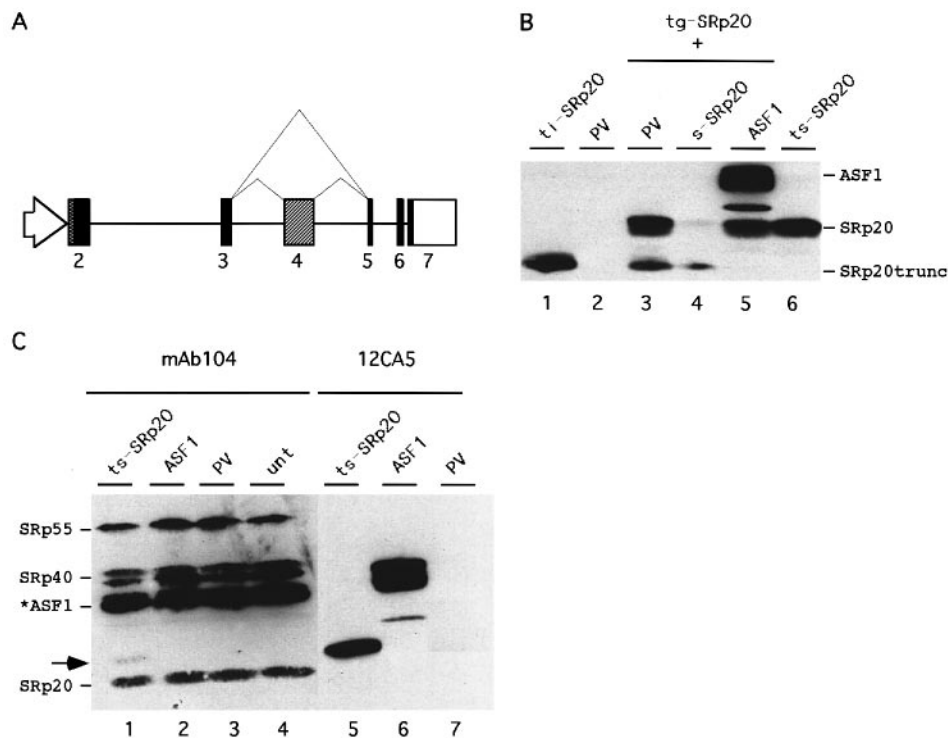 A
2 3 4 5 6 7
B
tg-SRp20
+
ti-SRp20 PV PV s-SRp20 ASF1 ts-SRp20
ASF1
SRp20
SRp20trunc
1 2 3 4 5 6
C
mAb104 12CA5
ts-SRp20 ASF1 PV unt ts-SRp20 ASF1 PV
SRp55
SRp40
*ASF1
SRp20
1 2 3 4 5 6 7